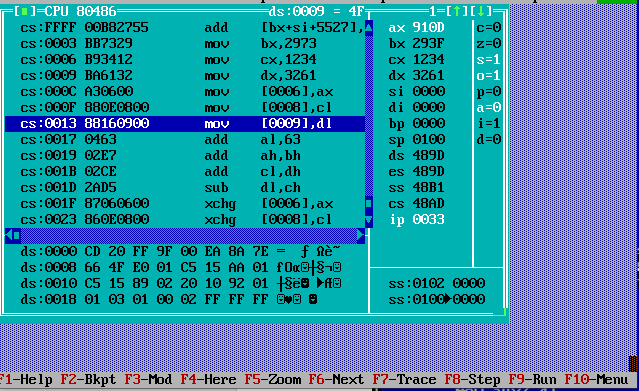 [■]=CPU 80486 ds:0009 = 4F 1=[↑][↓]
cs:FFFF 00B82755 add [bx+si+5527], ax 910D c=0
cs:0003 BB7329 mov bx,2973 bx 293F z=0
cs:0006 B93412 mov cx,1234 cx 1234 s=1
cs:0009 BA6132 mov dx,3261 dx 3261 o=1
cs:000C A30600 mov [0006],ax si 0000 p=0
cs:000F 880E0800 mov [0008],cl di 0000 a=0
cs:0013 88160900 mov [0009],dl bp 0000 i=1
cs:0017 0463 add al,63 sp 0100 d=0
cs:0019 02E7 add ah,bh ds 489D
cs:001B 02CE add cl,dh es 489D
cs:001D 2AD5 sub dl,ch ss 48B1
cs:001F 87060600 xchg [0006],ax cs 48AD
cs:0023 860E0800 xchg [0008],cl ip 0033
ds:0000 CD 20 FF 9F 00 EA 8A 7E = ƒ Ωè~
ds:0008 66 4F E0 01 C5 15 AA 01 fOα☺┼§¬☺
ds:0010 C5 15 89 02 20 10 92 01 ┼§ë☻ ►Æ☺ ss:0102 0000
ds:0018 01 03 01 00 02 FF FF FF ☺♥☺ ☻ ss:0100►0000
F1-Help F2-Bkpt F3-Mod F4-Here F5-Zoom F6-Next F7-Trace F8-Step F9-Run F10-Menu